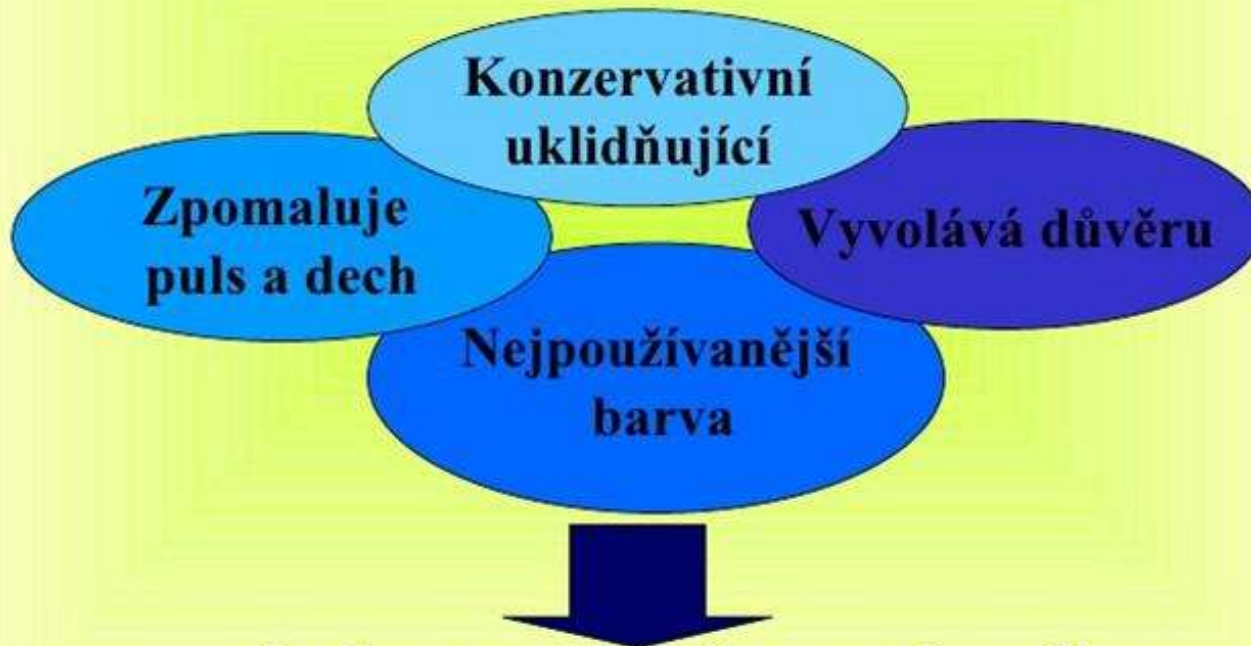 Konzervativní
uklidňující
Zpomaluje
puls a dech
Vyvolává důvěru
Nejpoužívanější
barva